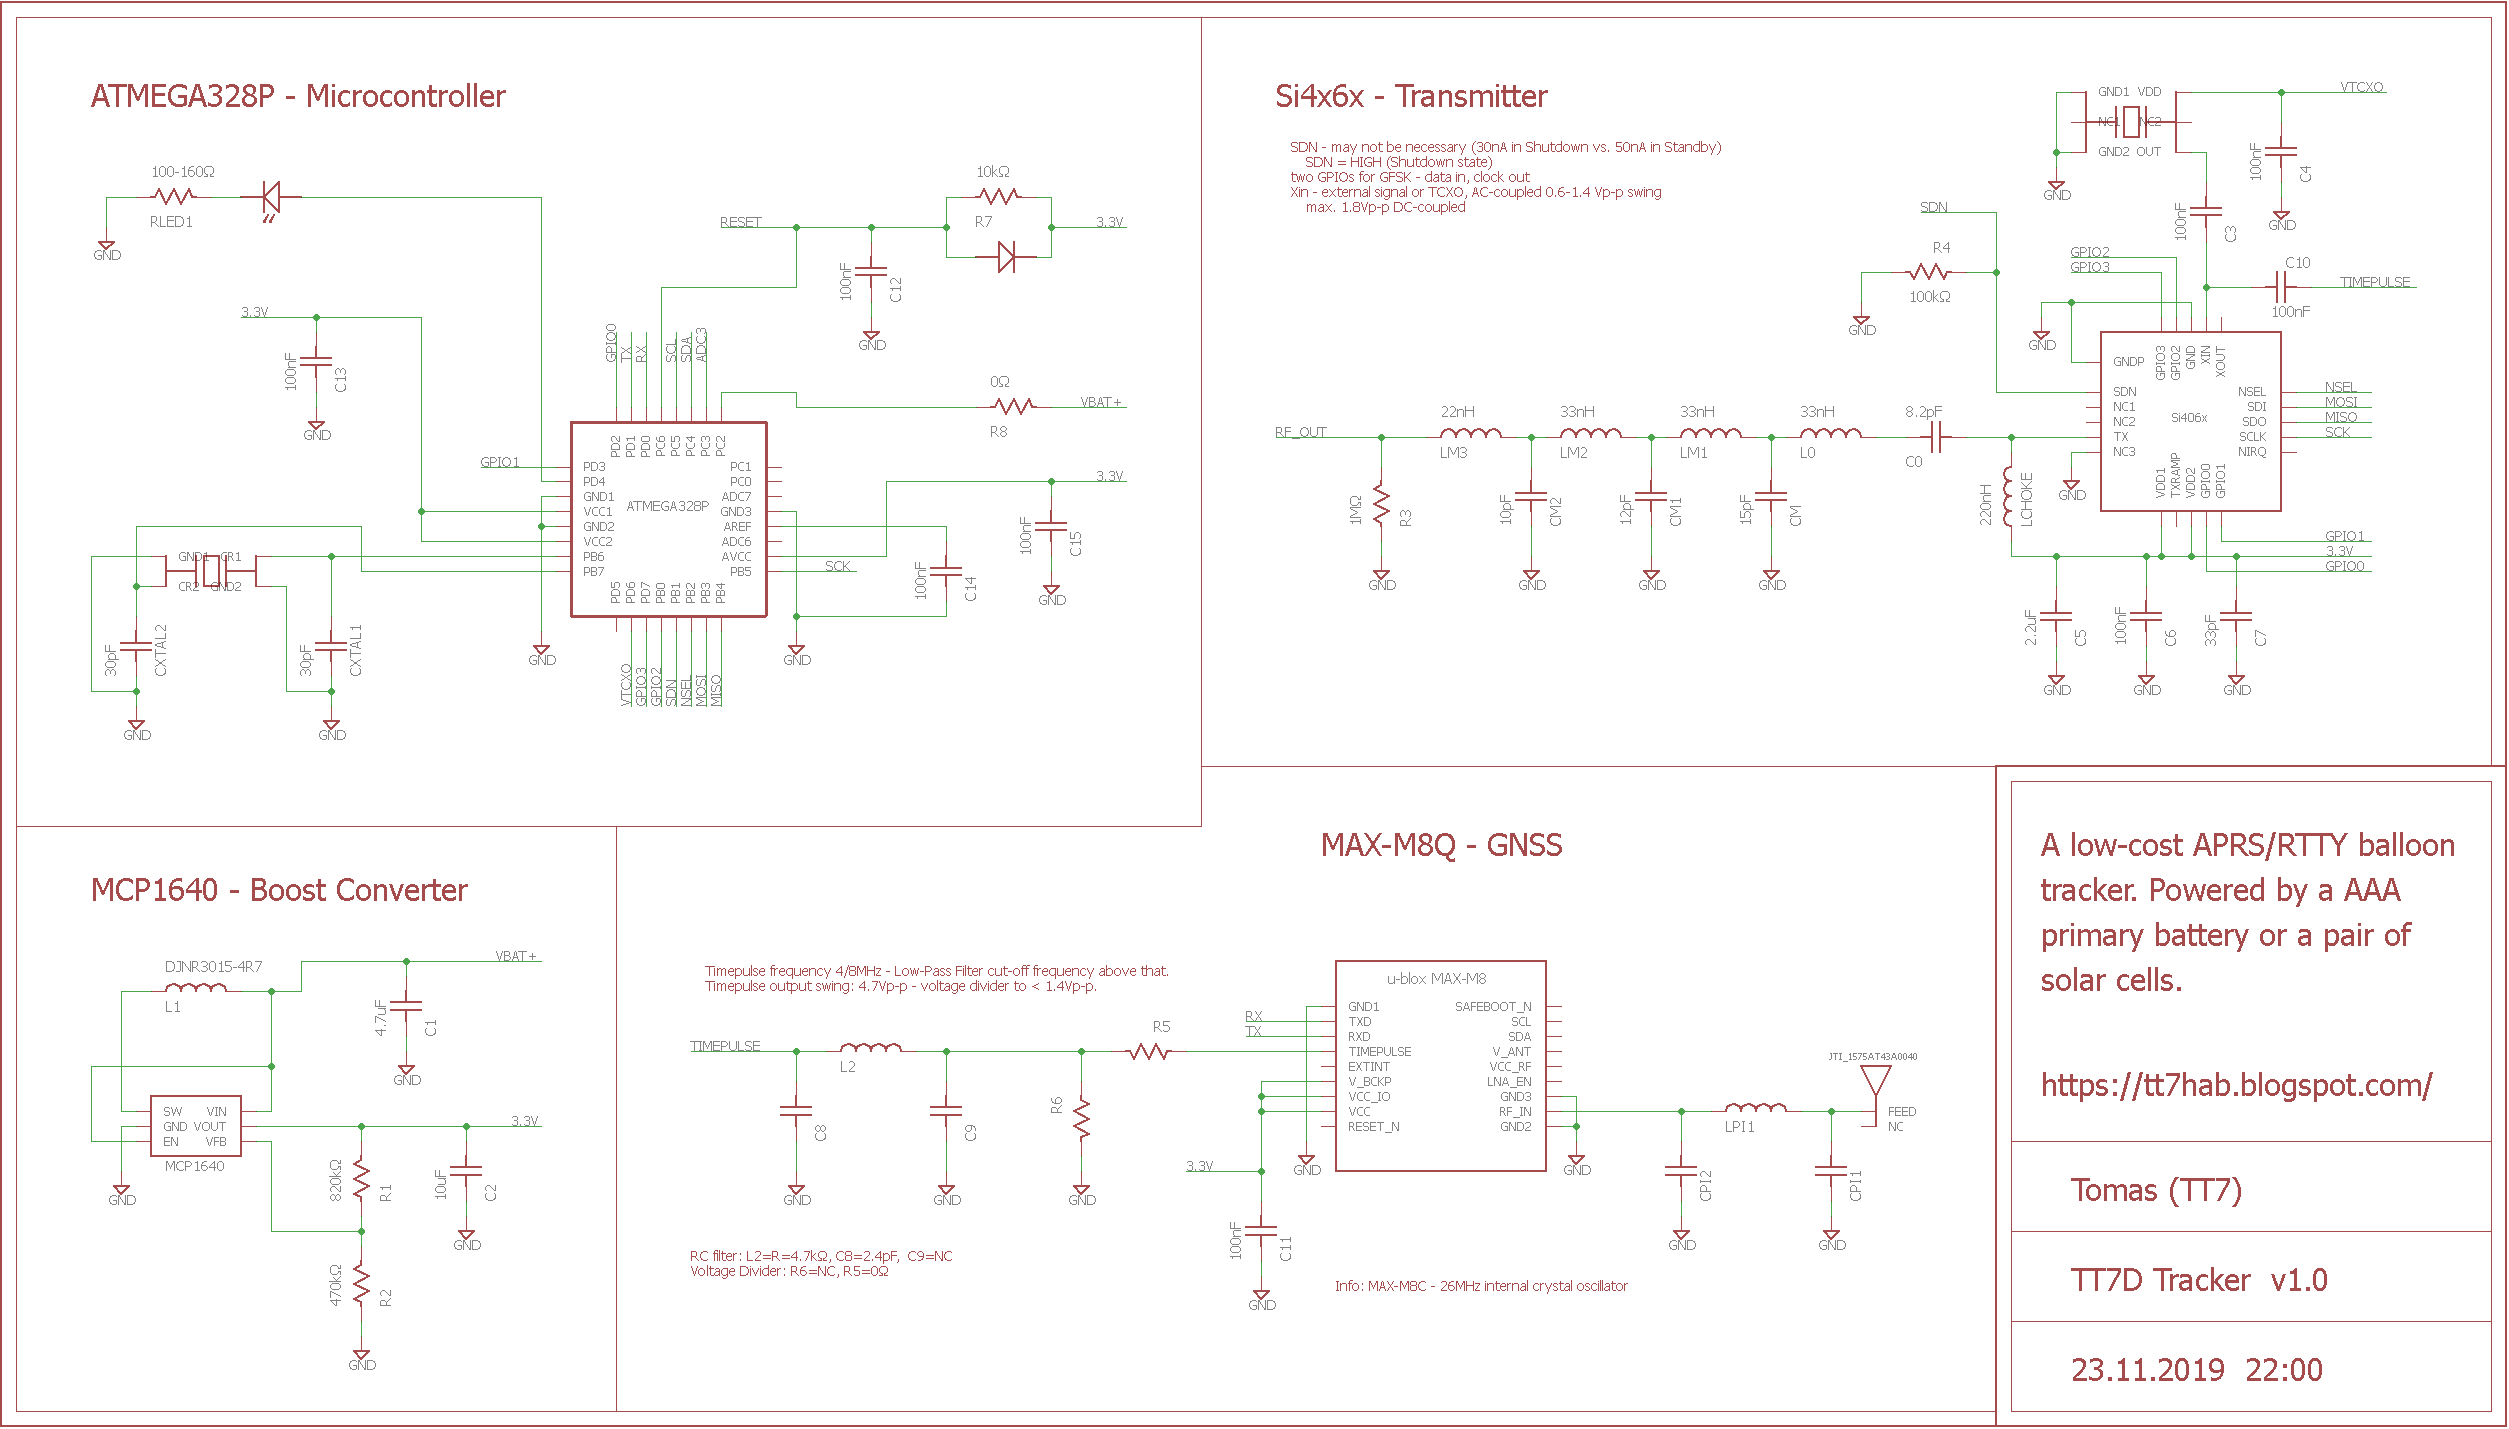 ATMEGA328P - Microcontroller
100-160Ω
RLED1
GND
10kΩ
R7
RESET
3.3V
100nF
C12
GND
3.3V
100nF
C13
GND
GPIO0
TX
RX
SCL
SDA
ADC3
0Ω
R8
VBAT+
GPIO1
PD2
PD1
PD0
PC6
PC5
PC4
PC3
PC2
PD3
PD4
GND1
VCC1
GND2
VCC2
PB6
PB7
ATMEGA328P
PC1
PC0
ADC7
GND3
AREF
ADC6
AVCC
PB5
PD5
PD6
PD7
PB0
PB1
PB2
PB3
PB4
SCK
3.3V
100nF
C15
GND
100nF
C14
GND
GND
GND1 CR1
CR2 GND2
30pF
CXTAL2
GND
30pF
CXTAL1
GND
VTCXO
GPIO3
GPIO2
SDN
NSEL
MOSI
MISO
Si4x6x - Transmitter
SDN - may not be necessary (30nA in Shutdown vs. 50nA in Standby)
SDN = HIGH (Shutdown state)
two GPIOs for GFSK - data in, clock out
Xin - external signal or TCXO, AC-coupled 0.6-1.4 Vp-p swing
max. 1.8Vp-p DC-coupled
GND1 VDD
NC1 NC2
GND2 OUT
VTCXO
100nF
C4
GND
GND
100nF
C3
SDN
R4
100kΩ
GND
GPIO2
GPIO3
C10
100nF
TIMEPULSE
GND
GNDP
SDN
NC1
NC2
TX
NC3
GPIO3
GPIO2
GND
XIN
XOUT
Si406x
NSEL
SDI
SDO
SCLK
NIRQ
VDD1
TXRAMP
VDD2
GPIO0
GPIO1
NSEL
MOSI
MISO
SCK
GND
RF_OUT
22nH
LM3
33nH
LM2
33nH
LM1
33nH
L0
8.2pF
C0
1MΩ
R3
GND
10pF
CM2
GND
12pF
CM1
GND
15pF
CM
GND
220nH
LCHOKE
GPIO1
3.3V
GPIO0
2.2uF
C5
GND
100nF
C6
GND
33pF
C7
GND
MCP1640 - Boost Converter
DJNR3015-4R7
L1
VBAT+
4.7uF
C1
GND
SW
GND
EN
VIN
VOUT
VFB
MCP1640
GND
3.3V
820kΩ
R1
10uF
C2
GND
470kΩ
R2
GND
MAX-M8Q - GNSS
Timepulse frequency 4/8MHz - Low-Pass Filter cut-off frequency above that.
Timepulse output swing: 4.7Vp-p - voltage divider to < 1.4Vp-p.
TIMEPULSE
L2
R5
C8
GND
C9
GND
R6
GND
RC filter: L2=R=4.7kΩ, C8=2.4pF,  C9=NC
Voltage Divider: R6=NC, R5=0Ω
RX
TX
u-blox MAX-M8
GND1
TXD
RXD
TIMEPULSE
EXTINT
V_BCKP
VCC_IO
VCC
RESET_N
SAFEBOOT_N
SCL
SDA
V_ANT
VCC_RF
LNA_EN
GND3
RF_IN
GND2
GND
GND
3.3V
100nF
C11
GND
JTI_1575AT43A0040
FEED
NC
LPI1
CPI2
GND
CPI1
GND
Info: MAX-M8C - 26MHz internal crystal oscillator
A low-cost APRS/RTTY balloon
tracker. Powered by a AAA
primary battery or a pair of
solar cells.
https://tt7hab.blogspot.com/
Tomas (TT7)
TT7D Tracker  v1.0
23.11.2019  22:00